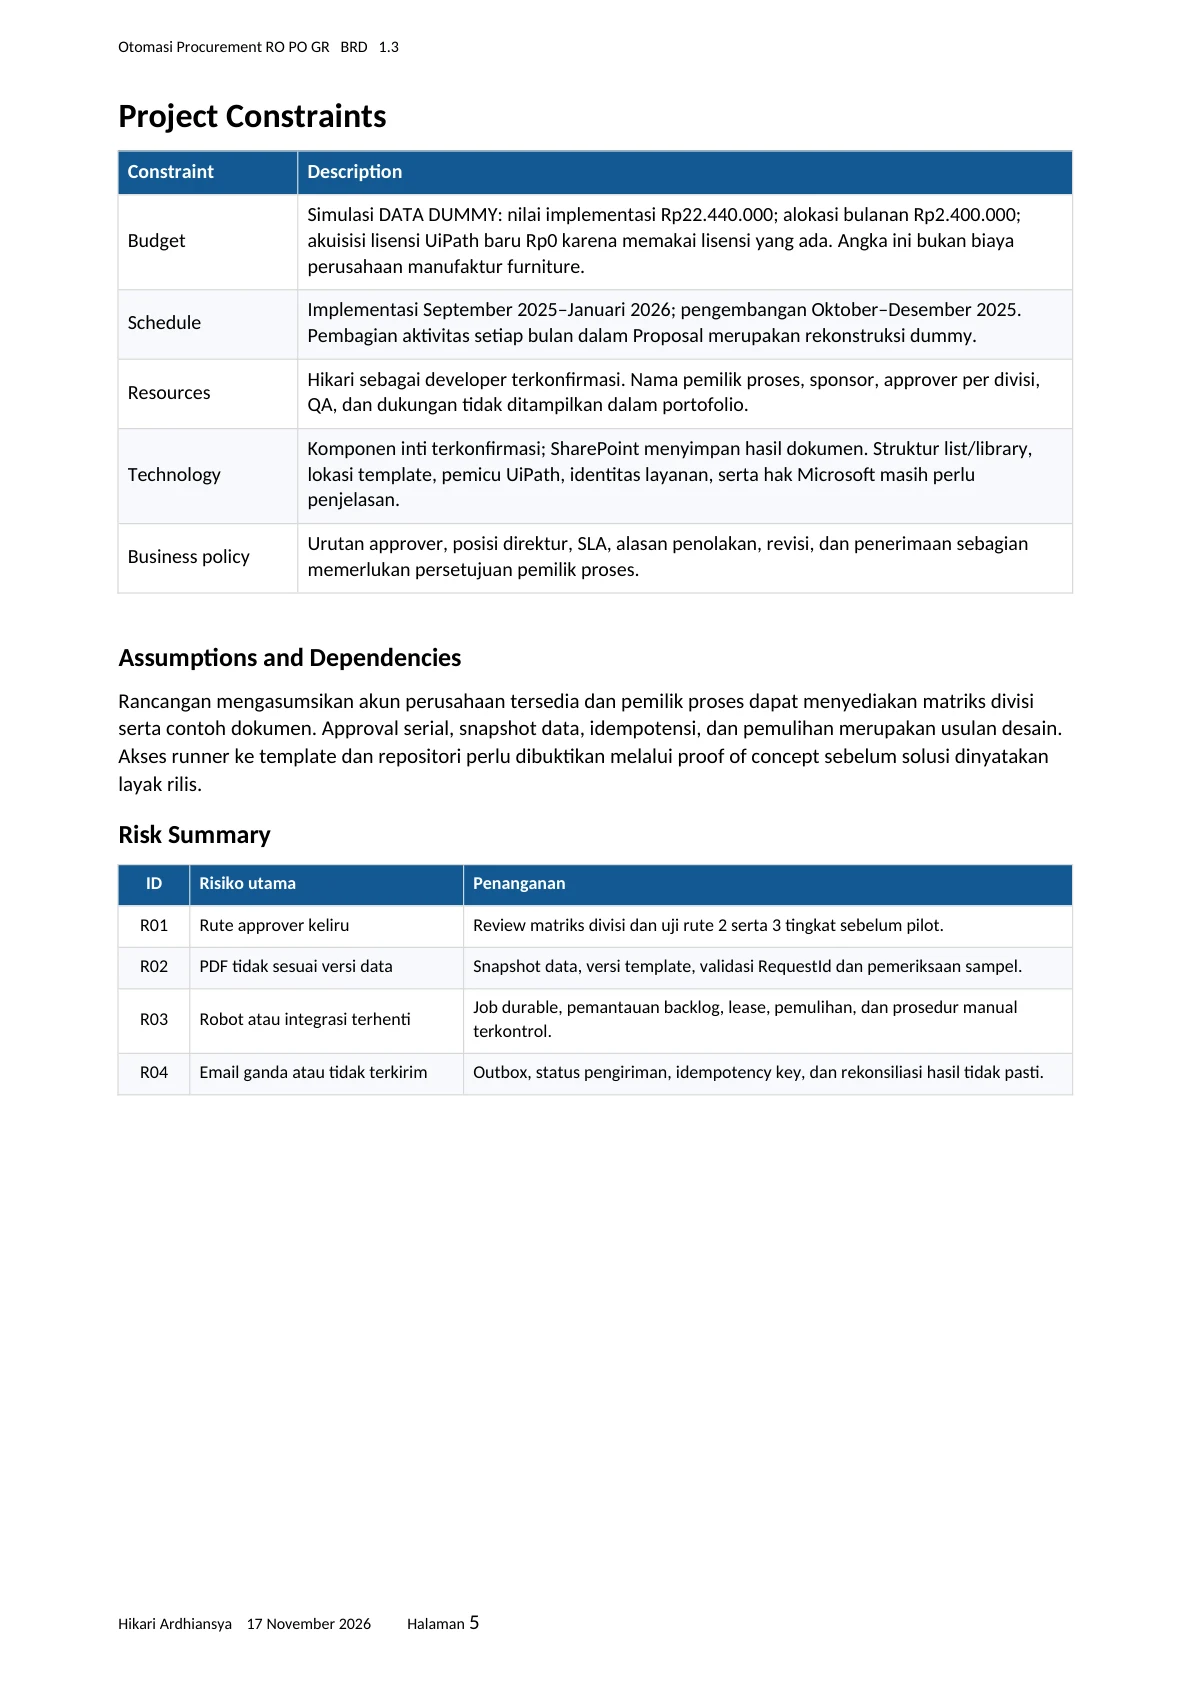 Otomasi Procurement RO PO GR BRD 1.3
Project Constraints
Constraint Description
Budget
Simulasi DATA DUMMY: nilai implementasi Rp22.440.000; alokasi bulanan Rp2.400.000;
akuisisi lisensi UiPath baru Rp0 karena memakai lisensi yang ada. Angka ini bukan biaya
perusahaan manufaktur furniture.
Schedule
Implementasi September 2025–Januari 2026; pengembangan Oktober–Desember 2025.
Pembagian aktivitas setiap bulan dalam Proposal merupakan rekonstruksi dummy.
Resources
Hikari sebagai developer terkonfirmasi. Nama pemilik proses, sponsor, approver per divisi,
QA, dan dukungan tidak ditampilkan dalam portofolio.
Technology
Komponen inti terkonfirmasi; SharePoint menyimpan hasil dokumen. Struktur list/library,
lokasi template, pemicu UiPath, identitas layanan, serta hak Microsoft masih perlu
penjelasan.
Business policy
Urutan approver, posisi direktur, SLA, alasan penolakan, revisi, dan penerimaan sebagian
memerlukan persetujuan pemilik proses.
Assumptions and Dependencies
Rancangan mengasumsikan akun perusahaan tersedia dan pemilik proses dapat menyediakan matriks divisi
serta contoh dokumen. Approval serial, snapshot data, idempotensi, dan pemulihan merupakan usulan desain.
Akses runner ke template dan repositori perlu dibuktikan melalui proof of concept sebelum solusi dinyatakan
layak rilis.
Risk Summary
ID Risiko utama Penanganan
R01 Rute approver keliru Review matriks divisi dan uji rute 2 serta 3 tingkat sebelum pilot.
R02 PDF tidak sesuai versi data Snapshot data, versi template, validasi RequestId dan pemeriksaan sampel.
R03 Robot atau integrasi terhenti Job durable, pemantauan backlog, lease, pemulihan, dan prosedur manual
terkontrol.
R04 Email ganda atau tidak terkirim Outbox, status pengiriman, idempotency key, dan rekonsiliasi hasil tidak pasti.
Hikari Ardhiansya 17 November 2026 Halaman 5